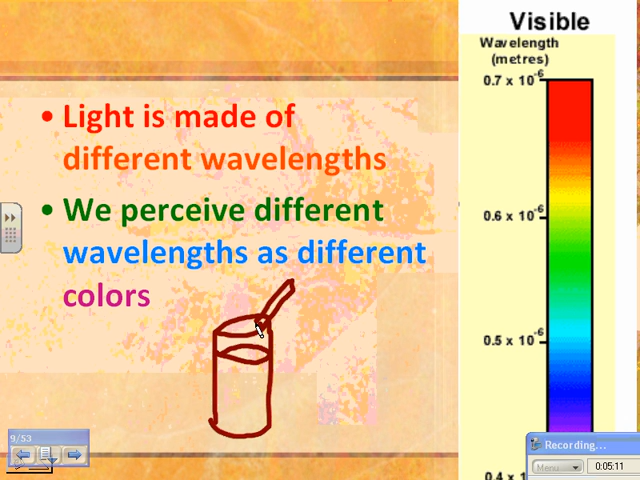 Visible
Wavelength
(metres)
0.7 x 10-6
• Light is made of
different wavelengths
• We perceive different
wavelengths as different
colors
0.6 x 10-6
0.5 x 10-6
0.4 x 1
9/53
Recording...
Menu
0:05:11